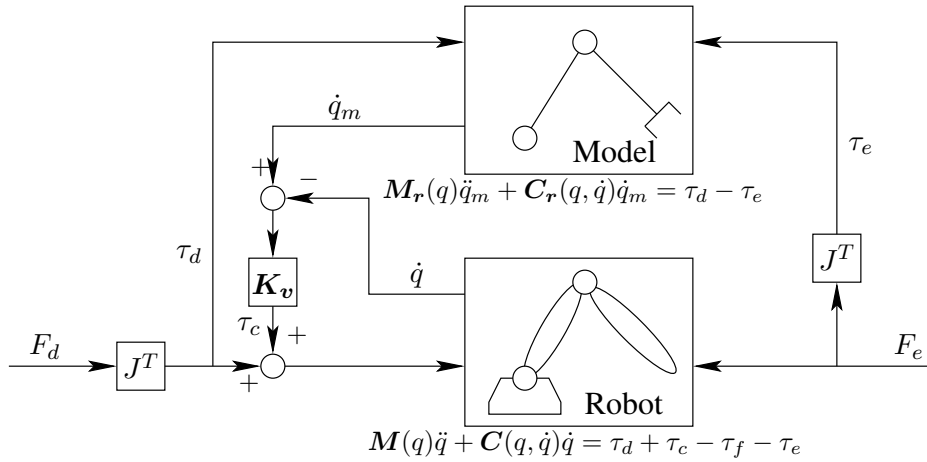 q̇_m
Model
τ_e
+
−
M_r(q)q̈_m + C_r(q, q̇)q̇_m = τ_d − τ_e
τ_d
K_v
q̇
J^T
τ_c
+
F_d
J^T
+
F_e
Robot
M(q)q̈ + C(q, q̇)q̇ = τ_d + τ_c − τ_f − τ_e